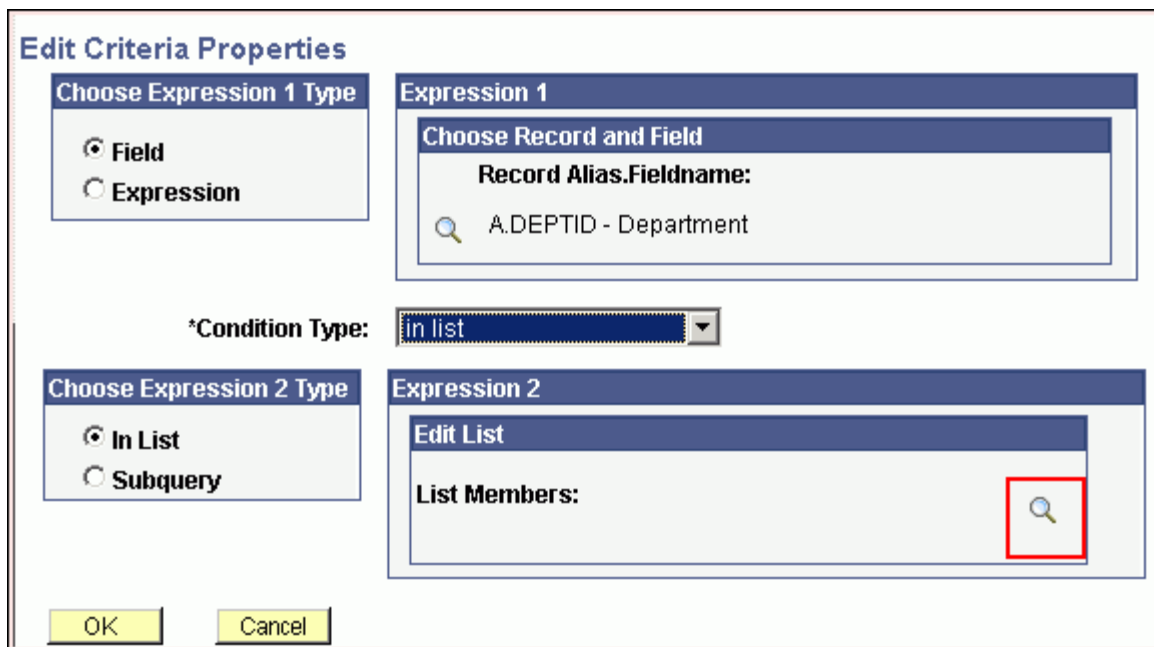 Edit Criteria Properties
Choose Expression 1 Type
Field
Expression
Expression 1
Choose Record and Field
Record Alias.Fieldname:
A.DEPTID - Department
*Condition Type:
in list
Choose Expression 2 Type
In List
Subquery
Expression 2
Edit List
List Members:
OK
Cancel